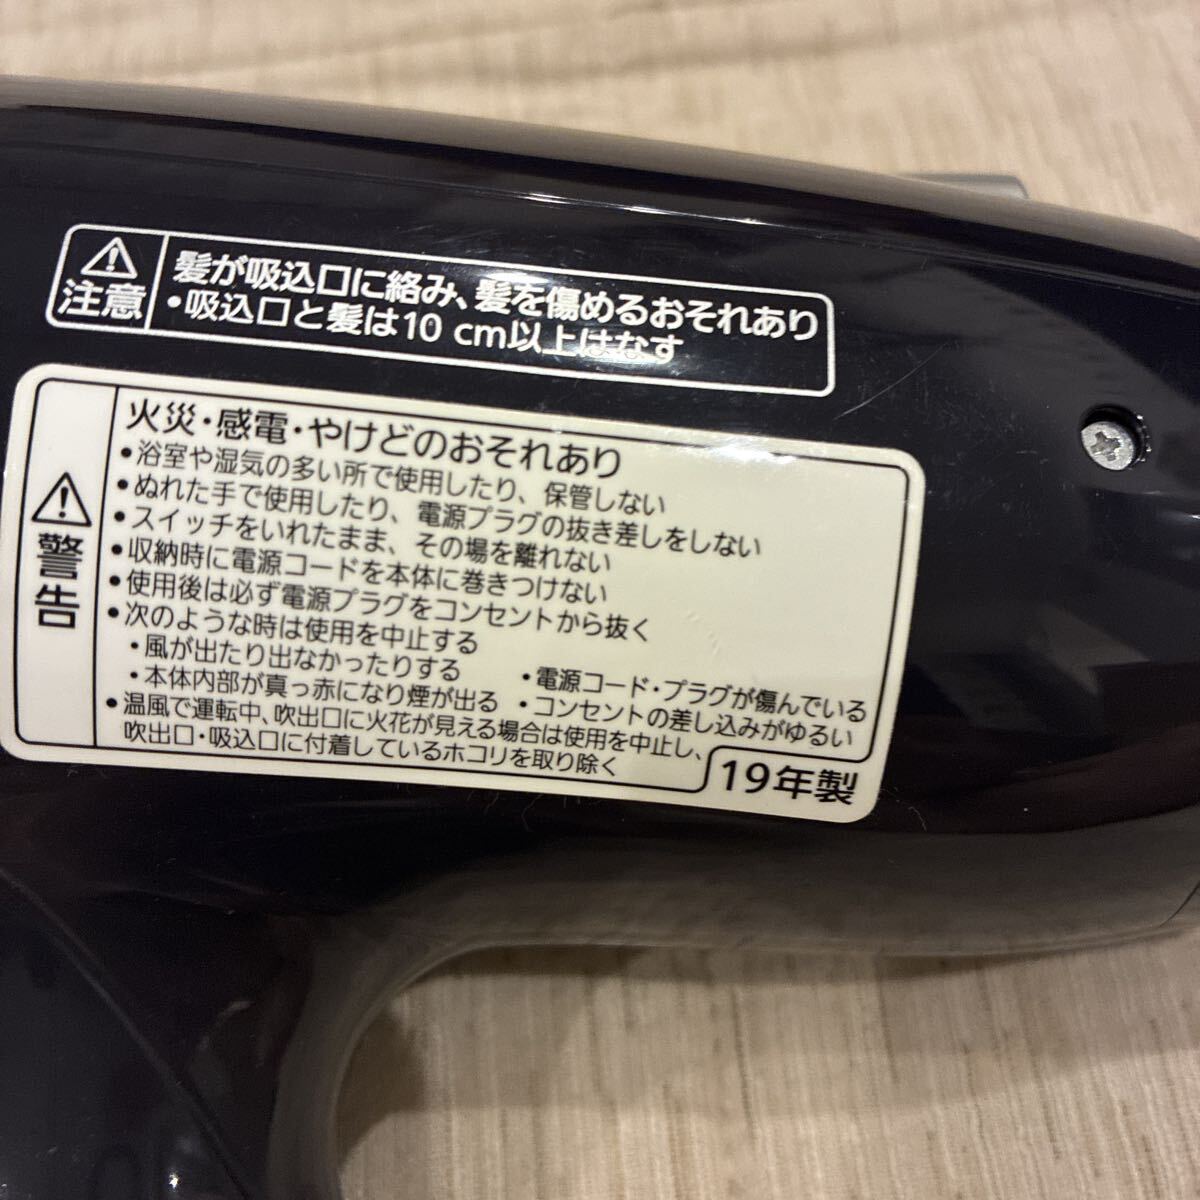 注意
髪が吸込口に絡み、髪を傷めるおそれあり
•吸込口と髪は10 cm以上はなす
警告
火災・感電・やけどのおそれあり
•浴室や湿気の多い所で使用したり、保管しない
•ぬれた手で使用したり、電源プラグの抜き差しをしない
•スイッチをいれたまま、その場を離れない
•収納時に電源コードを本体に巻きつけない
•使用後は必ず電源プラグをコンセントから抜く
•次のような時は使用を中止する
・風が出たり出なかったりする
・本体内部が真っ赤になり煙が出る
・電源コード・プラグが傷んでいる
・コンセントの差し込みがゆるい
•温風で運転中、吹出口に火花が見える場合は使用を中止し、
吹出口・吸込口に付着しているホコリを取り除く
19年製